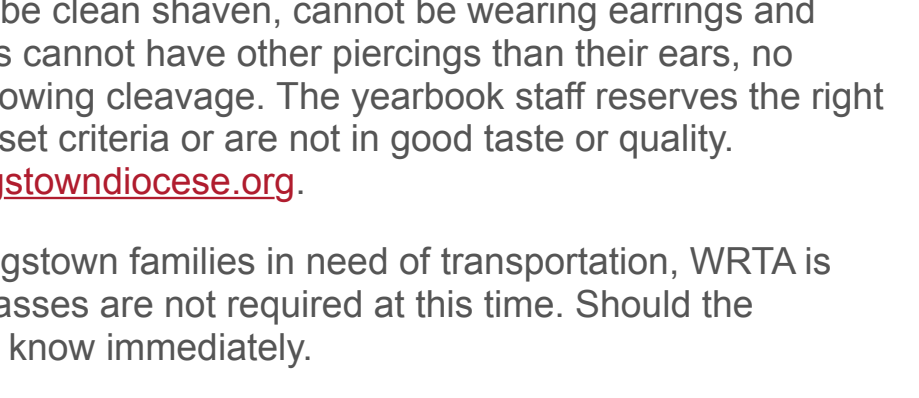 be clean shaven, cannot be wearing earrings and
s cannot have other piercings than their ears, no
owing cleavage. The yearbook staff reserves the right
set criteria or are not in good taste or quality.
gstowndiocese.org.
gstown families in need of transportation, WRTA is
asses are not required at this time. Should the
know immediately.